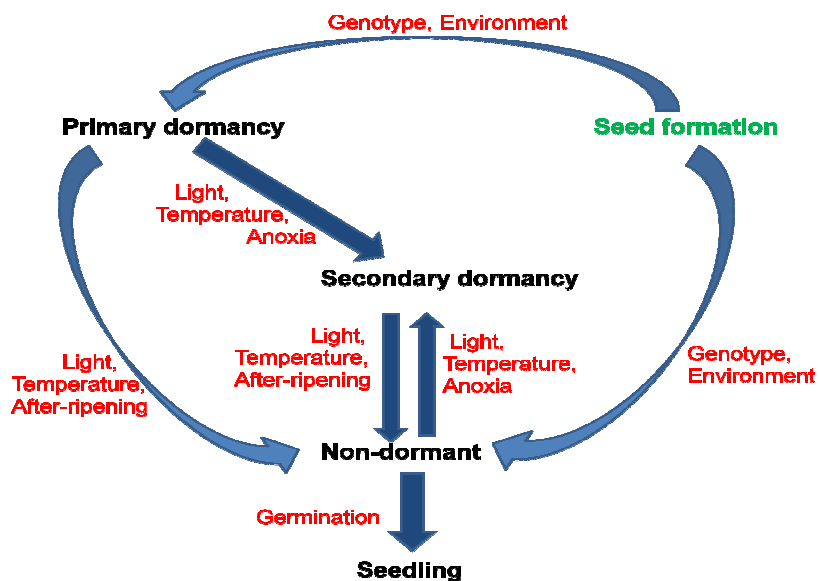 Genotype, Environment
Primary dormancy
Seed formation
Light,
Temperature,
Anoxia
Secondary dormancy
Light,
Temperature,
After-ripening
Light,
Temperature,
After-ripening
Light,
Temperature,
Anoxia
Genotype,
Environment
Non-dormant
Germination
Seedling